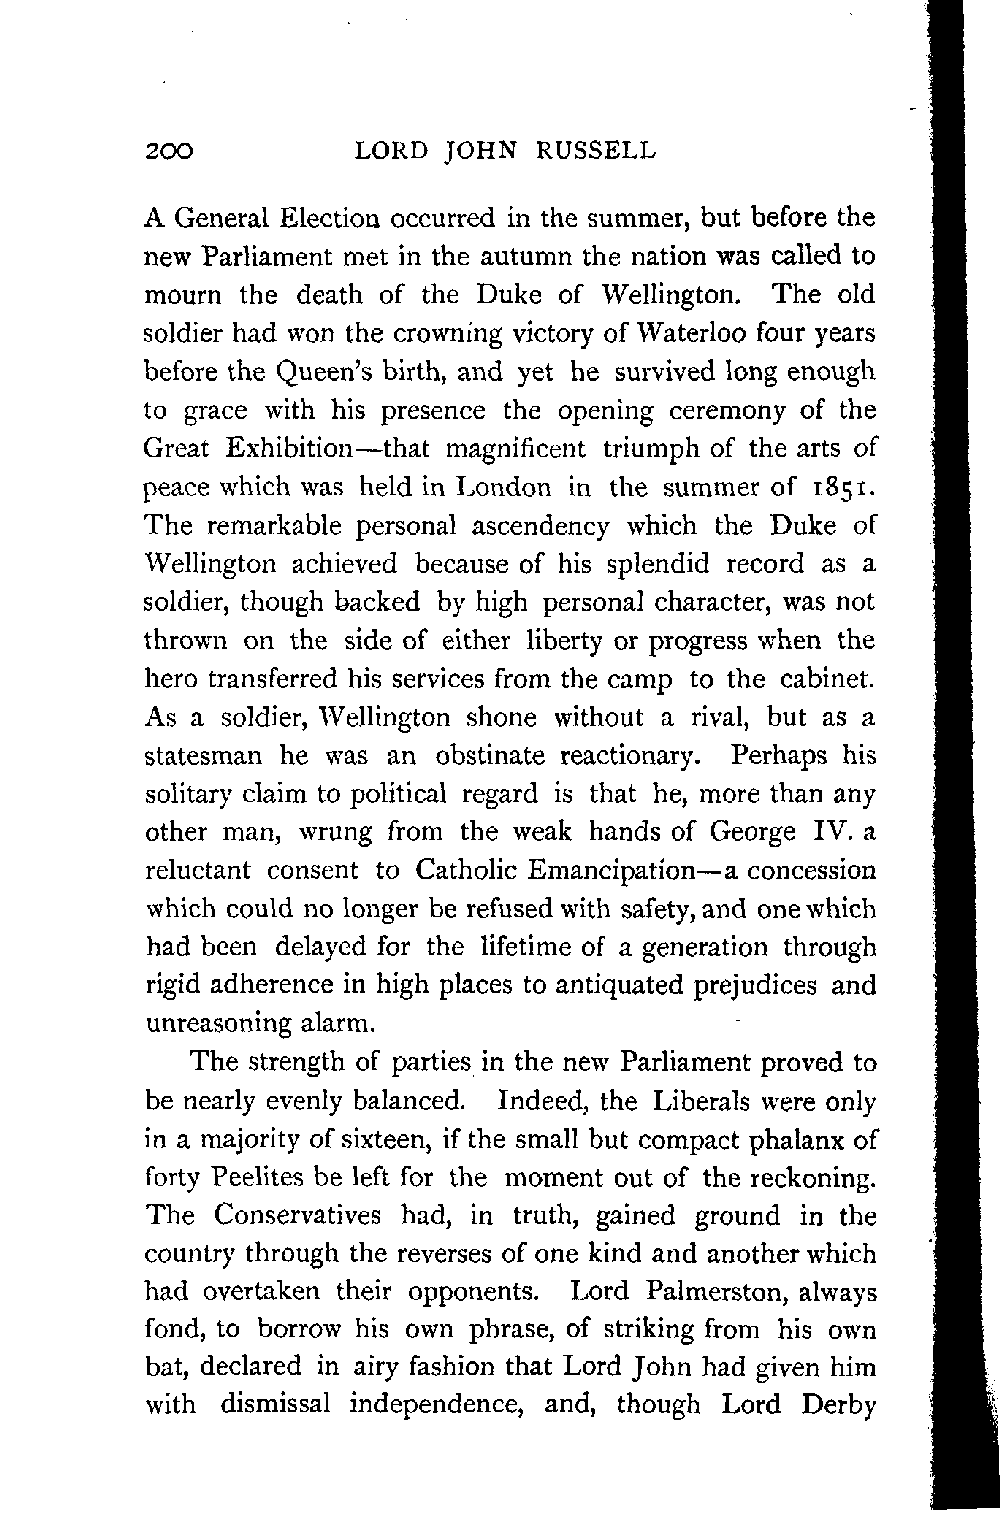 200 LORD JOHN RUSSELL
A General Election occurred in the summer, but before the
new Parliament met in the autumn the nation was called to
mourn the death of the Duke of Wellington. The old
soldier had won the crowning victory of Waterloo four years
before the Queen's birth, and yet he survived long enough
to grace with his presence the opening ceremony of the
Great Exhibition—that magnificent triumph of the arts of
peace which was held in London in the summer of 1851.
The remarkable personal ascendency which the Duke of
Wellington achieved because of his splendid record as a
soldier, though backed by high personal character, was not
thrown on the side of either liberty or progress when the
hero transferred his services from the camp to the cabinet.
As a soldier, Wellington shone without a rival, but as a
statesman he was an obstinate reactionary. Perhaps his
solitary claim to political regard is that he, more than any
other man, wrung from the weak hands of George IV. a
reluctant consent to Catholic Emancipation—a concession
which could no longer be refused with safety, and one which
had been delayed for the lifetime of a generation through
rigid adherence in high places to antiquated prejudices and
unreasoning alarm.
The strength of parties in the new Parliament proved to
be nearly evenly balanced. Indeed, the Liberals were only
in a majority of sixteen, if the small but compact phalanx of
forty Peelites be left for the moment out of the reckoning.
The Conservatives had, in truth, gained ground in the
country through the reverses of one kind and another which
had overtaken their opponents. Lord Palmerston, always
fond, to borrow his own phrase, of striking from his own
bat, declared in airy fashion that Lord John had given him
with dismissal independence, and, though Lord Derby